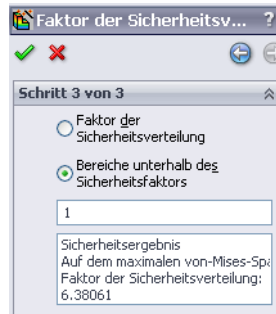 Faktor der Sicherheitsv... ?
Schritt 3 von 3
Faktor der
Sicherheitsverteilung
Bereiche unterhalb des
Sicherheitsfaktors
1
Sicherheitsergebnis
Auf dem maximalen von-Mises-Spa
Faktor der Sicherheitsverteilung:
6.38061